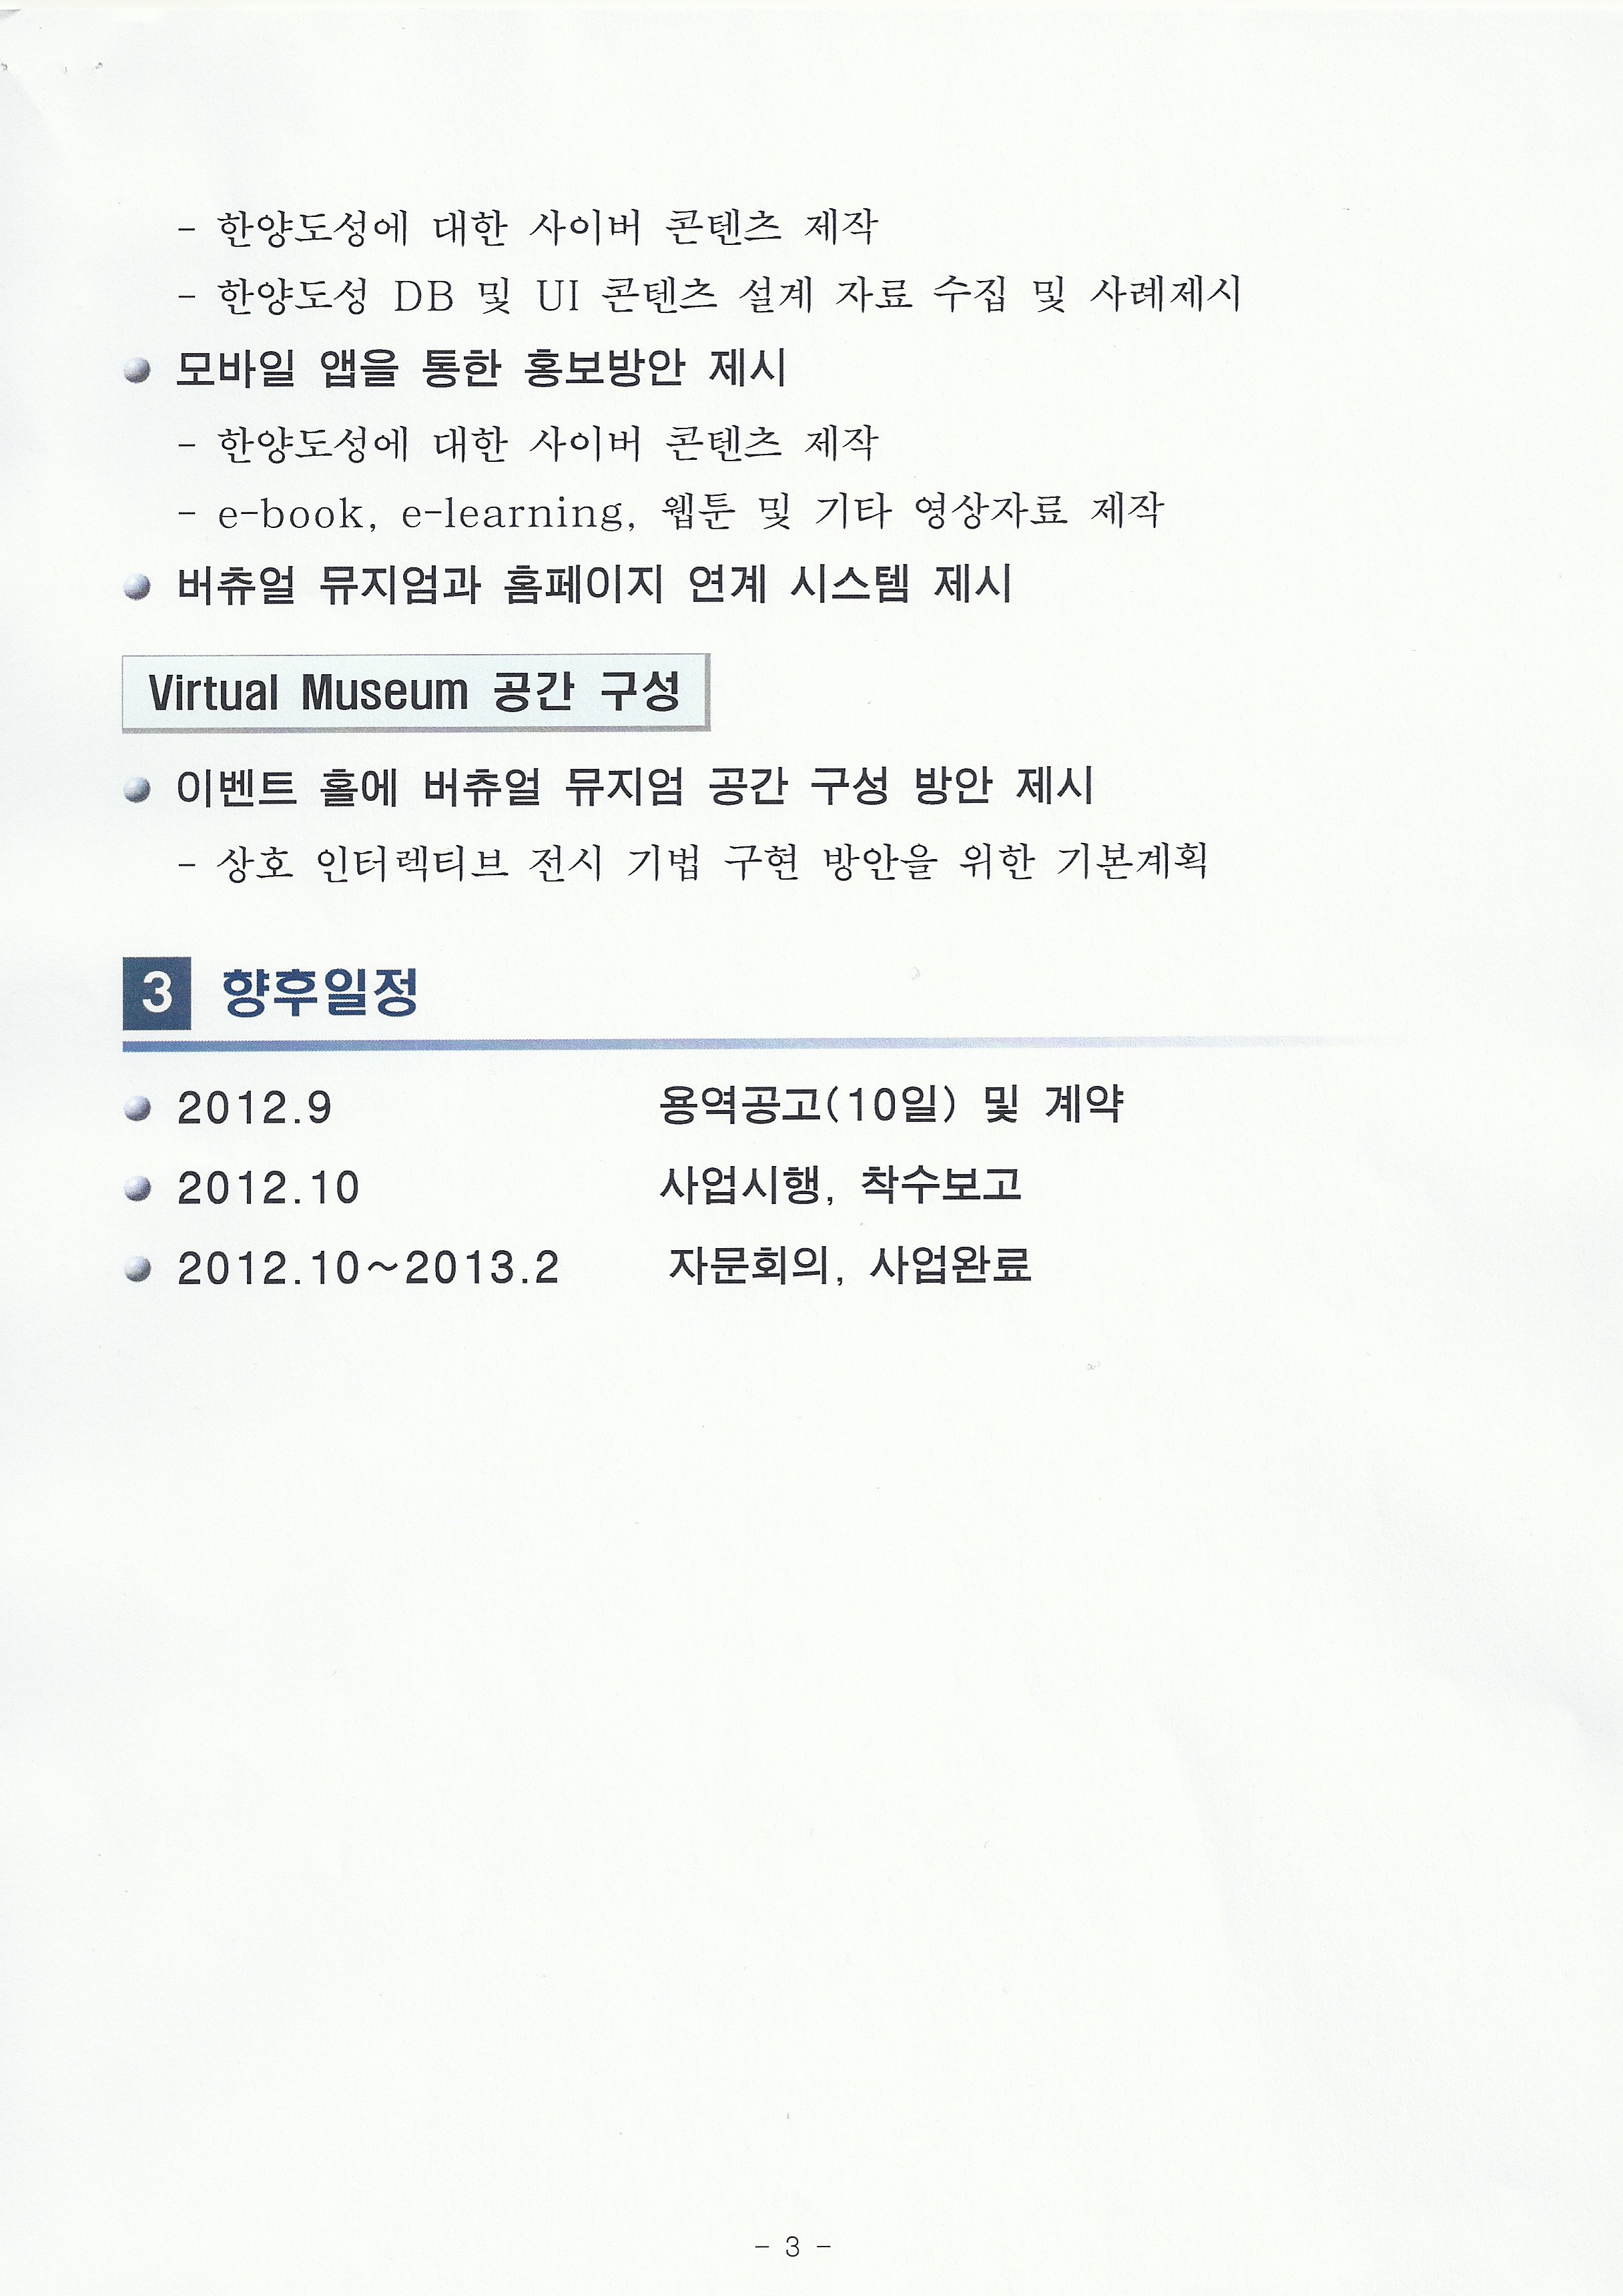 - 한양도성에 대한 사이버 콘텐츠 제작
- 한양도성 DB 및 UI 콘텐츠 설계 자료 수집 및 사례제시
모바일 앱을 통한 홍보방안 제시
- 한양도성에 대한 사이버 콘텐츠 제작
- e-book, e-learning, 웹툰 및 기타 영상자료 제작
버츄얼 뮤지엄과 홈페이지 연계 시스템 제시
Virtual Museum 공간 구성
이벤트 홀에 버츄얼 뮤지엄 공간 구성 방안 제시
- 상호 인터렉티브 전시 기법 구현 방안을 위한 기본계획
3 향후일정
2012.9 용역공고(10일) 및 계약
2012.10 사업시행, 착수보고
2012.10~2013.2 자문회의, 사업완료
- 3 -